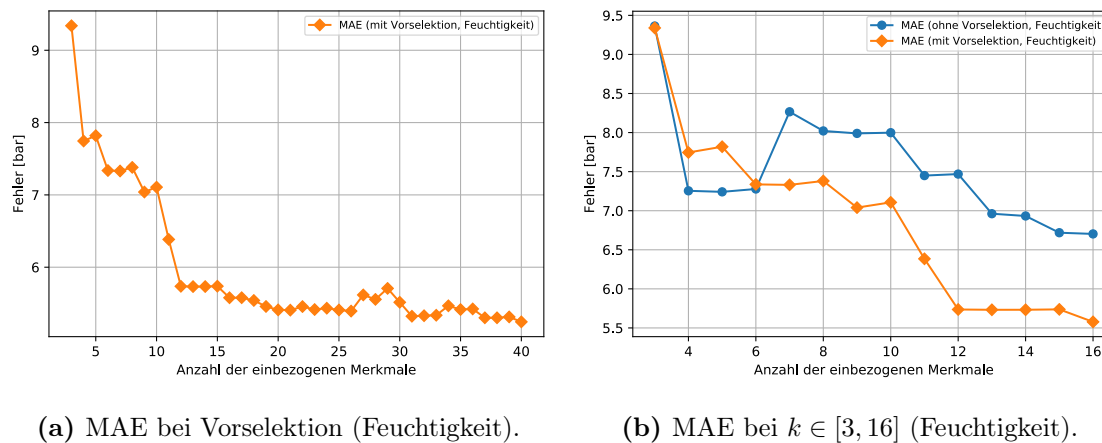 MAE (mit Vorselektion, Feuchtigkeit)
Fehler [bar]
9
8
7
6
5 10 15 20 25 30 35 40
Anzahl der einbezogenen Merkmale
(a) MAE bei Vorselektion (Feuchtigkeit).
MAE (ohne Vorselektion, Feuchtigkeit
MAE (mit Vorselektion, Feuchtigkeit)
Fehler [bar]
9.5
9.0
8.5
8.0
7.5
7.0
6.5
6.0
5.5
4 6 8 10 12 14 16
Anzahl der einbezogenen Merkmale
(b) MAE bei k ∈ [3, 16] (Feuchtigkeit).